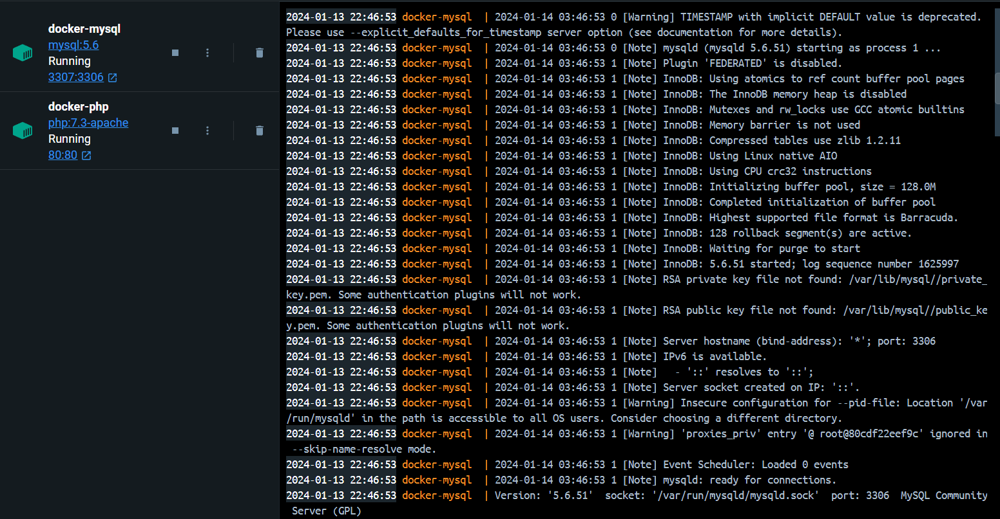 docker-mysql
mysql:5.6
Running
3307:3306
docker-php
php:7.3-apache
Running
80:80
2024-01-13 22:46:53 docker-mysql  | 2024-01-14 03:46:53 0 [Warning] TIMESTAMP with implicit DEFAULT value is deprecated.
Please use --explicit_defaults_for_timestamp server option (see documentation for more details).
2024-01-13 22:46:53 docker-mysql  | 2024-01-14 03:46:53 0 [Note] mysqld (mysqld 5.6.51) starting as process 1 ...
2024-01-13 22:46:53 docker-mysql  | 2024-01-14 03:46:53 1 [Note] Plugin 'FEDERATED' is disabled.
2024-01-13 22:46:53 docker-mysql  | 2024-01-14 03:46:53 1 [Note] InnoDB: Using atomics to ref count buffer pool pages
2024-01-13 22:46:53 docker-mysql  | 2024-01-14 03:46:53 1 [Note] InnoDB: The InnoDB memory heap is disabled
2024-01-13 22:46:53 docker-mysql  | 2024-01-14 03:46:53 1 [Note] InnoDB: Mutexes and rw_locks use GCC atomic builtins
2024-01-13 22:46:53 docker-mysql  | 2024-01-14 03:46:53 1 [Note] InnoDB: Memory barrier is not used
2024-01-13 22:46:53 docker-mysql  | 2024-01-14 03:46:53 1 [Note] InnoDB: Compressed tables use zlib 1.2.11
2024-01-13 22:46:53 docker-mysql  | 2024-01-14 03:46:53 1 [Note] InnoDB: Using Linux native AIO
2024-01-13 22:46:53 docker-mysql  | 2024-01-14 03:46:53 1 [Note] InnoDB: Using CPU crc32 instructions
2024-01-13 22:46:53 docker-mysql  | 2024-01-14 03:46:53 1 [Note] InnoDB: Initializing buffer pool, size = 128.0M
2024-01-13 22:46:53 docker-mysql  | 2024-01-14 03:46:53 1 [Note] InnoDB: Completed initialization of buffer pool
2024-01-13 22:46:53 docker-mysql  | 2024-01-14 03:46:53 1 [Note] InnoDB: Highest supported file format is Barracuda.
2024-01-13 22:46:53 docker-mysql  | 2024-01-14 03:46:53 1 [Note] InnoDB: 128 rollback segment(s) are active.
2024-01-13 22:46:53 docker-mysql  | 2024-01-14 03:46:53 1 [Note] InnoDB: Waiting for purge to start
2024-01-13 22:46:53 docker-mysql  | 2024-01-14 03:46:53 1 [Note] InnoDB: 5.6.51 started; log sequence number 1625997
2024-01-13 22:46:53 docker-mysql  | 2024-01-14 03:46:53 1 [Note] RSA private key file not found: /var/lib/mysql//private_
key.pem. Some authentication plugins will not work.
2024-01-13 22:46:53 docker-mysql  | 2024-01-14 03:46:53 1 [Note] RSA public key file not found: /var/lib/mysql//public_ke
y.pem. Some authentication plugins will not work.
2024-01-13 22:46:53 docker-mysql  | 2024-01-14 03:46:53 1 [Note] Server hostname (bind-address): '*'; port: 3306
2024-01-13 22:46:53 docker-mysql  | 2024-01-14 03:46:53 1 [Note] IPv6 is available.
2024-01-13 22:46:53 docker-mysql  | 2024-01-14 03:46:53 1 [Note]   - '::' resolves to '::';
2024-01-13 22:46:53 docker-mysql  | 2024-01-14 03:46:53 1 [Note] Server socket created on IP: '::'.
2024-01-13 22:46:53 docker-mysql  | 2024-01-14 03:46:53 1 [Warning] Insecure configuration for --pid-file: Location '/var
/run/mysqld' in the path is accessible to all OS users. Consider choosing a different directory.
2024-01-13 22:46:53 docker-mysql  | 2024-01-14 03:46:53 1 [Warning] 'proxies_priv' entry '@ root@80cdf22eef9c' ignored in
 --skip-name-resolve mode.
2024-01-13 22:46:53 docker-mysql  | 2024-01-14 03:46:53 1 [Note] Event Scheduler: Loaded 0 events
2024-01-13 22:46:53 docker-mysql  | 2024-01-14 03:46:53 1 [Note] mysqld: ready for connections.
2024-01-13 22:46:53 docker-mysql  | Version: '5.6.51'  socket: '/var/run/mysqld/mysqld.sock'  port: 3306  MySQL Community
 Server (GPL)